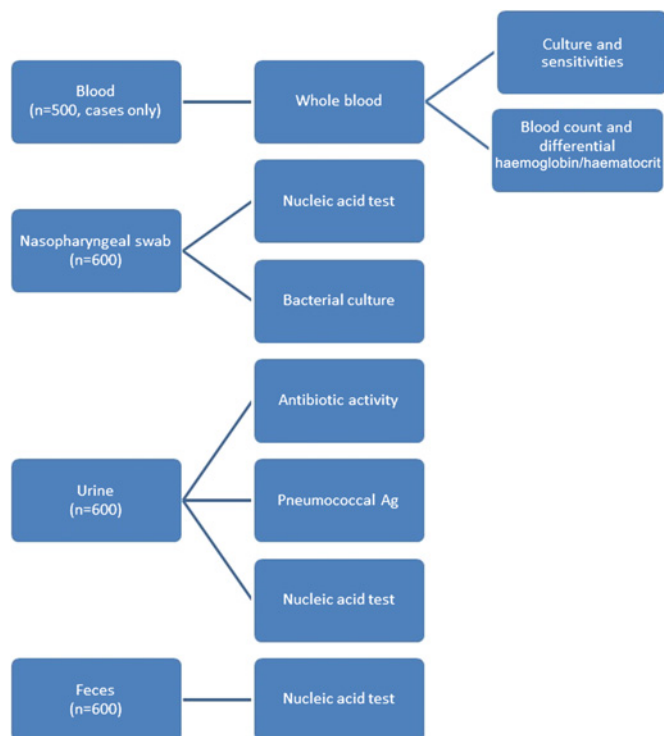 Blood
(n=500, cases only)
Whole blood
Culture and
sensitivities
Blood count and
differential
haemoglobin/haematocrit
Nasopharyngeal swab
(n=600)
Nucleic acid test
Bacterial culture
Urine
(n=600)
Antibiotic activity
Pneumococcal Ag
Nucleic acid test
Feces
(n=600)
Nucleic acid test